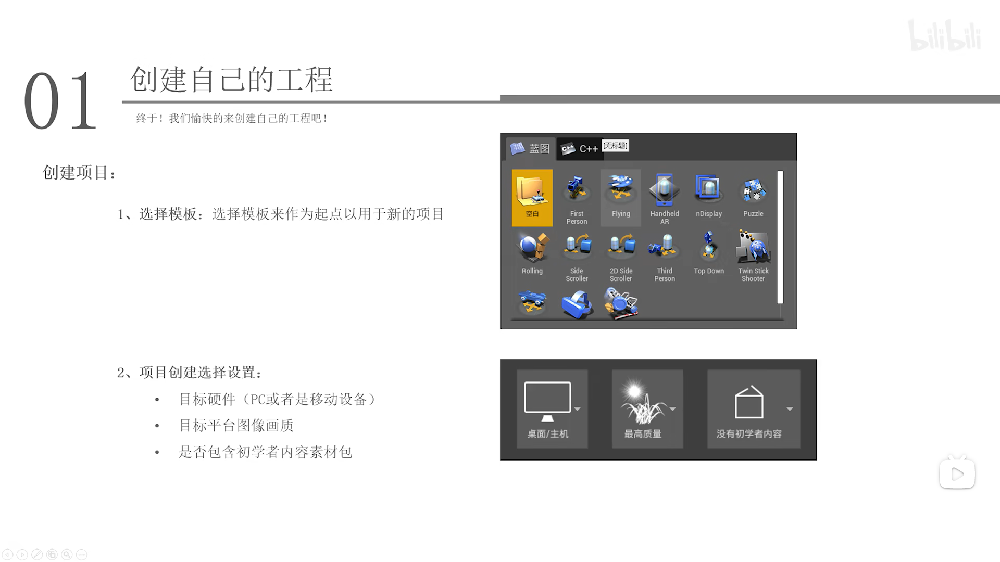 bilibili
01
创建自己的工程
终于！我们愉快的来创建自己的工程吧！
创建项目：
1、选择模板：选择模板来作为起点以用于新的项目
蓝图
C++
C++
[无标题]
空白
First
Person
Flying
Handheld
AR
nDisplay
Puzzle
Rolling
Side
Scroller
2D Side
Scroller
Third
Person
Top Down
Twin Stick
Shooter
2、项目创建选择设置：
• 目标硬件（PC或者是移动设备）
• 目标平台图像画质
• 是否包含初学者内容素材包
桌面/主机
最高质量
没有初学者内容